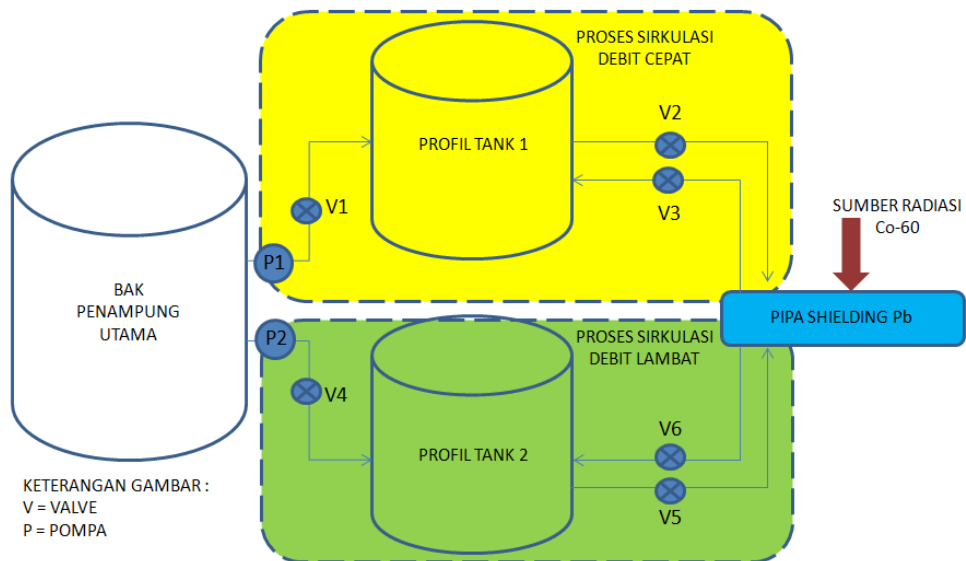 PROSES SIRKULASI
DEBIT CEPAT
PROFIL TANK 1
V2
V3
V1
P1
SUMBER RADIASI
Co-60
BAK
PENAMPUNG
UTAMA
PIPA SHIELDING Pb
P2
V4
PROSES SIRKULASI
DEBIT LAMBAT
PROFIL TANK 2
V6
V5
KETERANGAN GAMBAR :
V = VALVE
P = POMPA